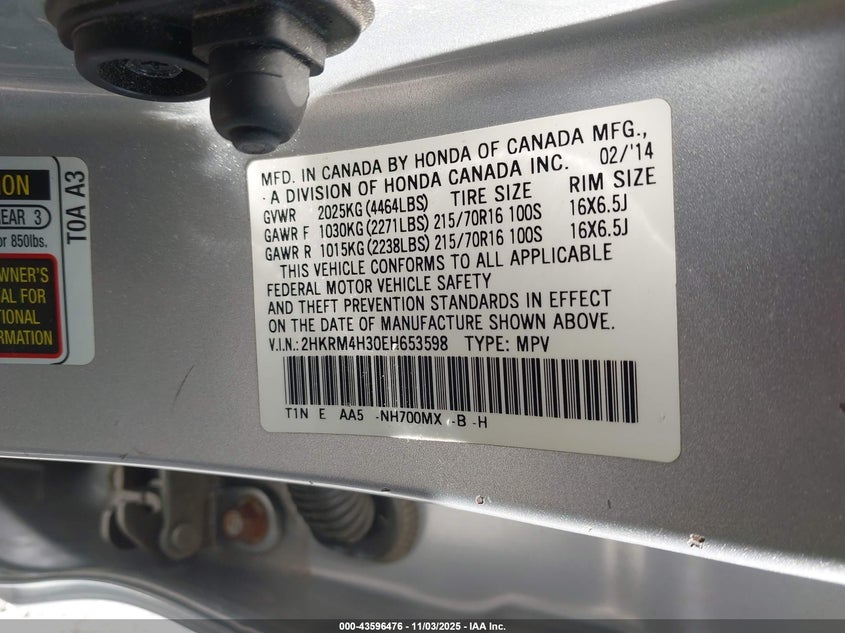 ON
EAR 3
or 850lbs.
WNER'S
AL FOR
TIONAL
ORMATION
T0A A3
MFD. IN CANADA BY HONDA OF CANADA MFG.,
A DIVISION OF HONDA CANADA INC. 02/'14
GVWR 2025KG(4464LBS) TIRE SIZE RIM SIZE
GAWR F 1030KG(2271LBS) 215/70R16 100S 16X6.5J
GAWR R 1015KG(2238LBS) 215/70R16 100S 16X6.5J
THIS VEHICLE CONFORMS TO ALL APPLICABLE
FEDERAL MOTOR VEHICLE SAFETY
AND THEFT PREVENTION STANDARDS IN EFFECT
ON THE DATE OF MANUFACTURE SHOWN ABOVE.
V.I.N.: 2HKRM4H30EH653598 TYPE: MPV
T1N E AA5 -NH700MX -B -H
000-43596476 - 11/03/2025 - IAA Inc.